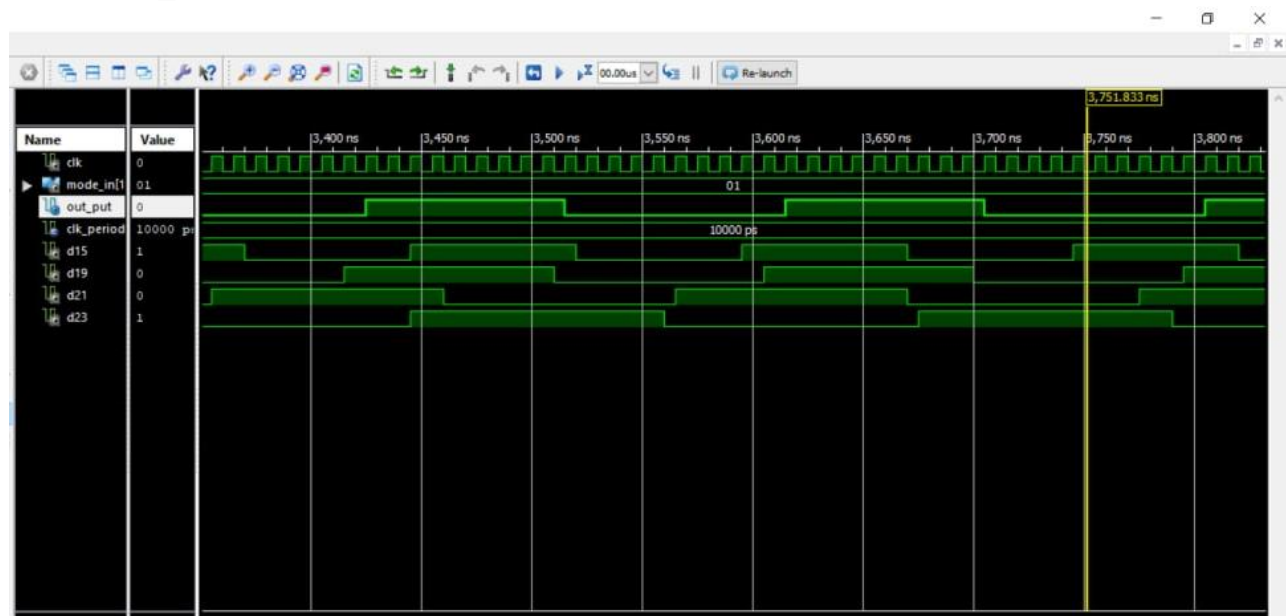 00.00us Re-launch
3,751.833 ns
Name Value 3,400 ns 3,450 ns 3,500 ns 3,550 ns 3,600 ns 3,650 ns 3,700 ns 3,750 ns 3,800 ns
clk 0
mode_in[1 01 01
out_put 0
clk_period 10000 ps 10000 ps
d15 1
d19 0
d21 0
d23 1